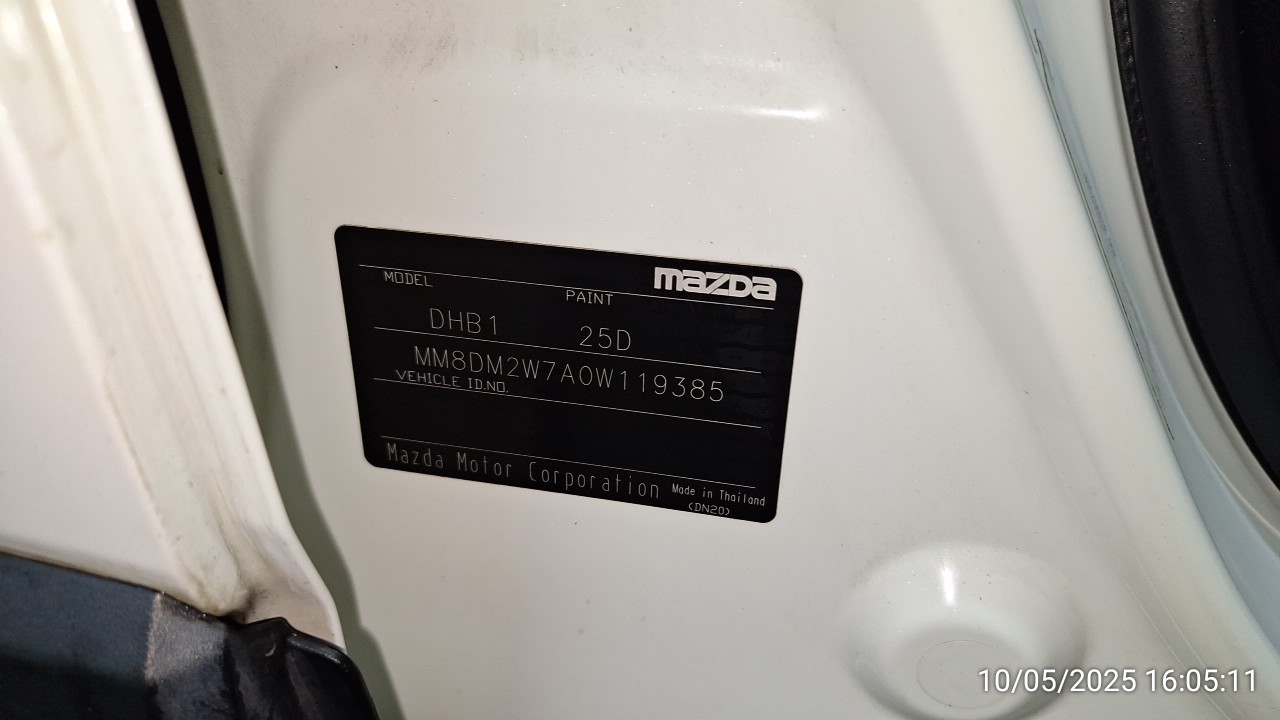 mazda
MODEL PAINT
DHB1 25D
MM8DM2W7A0W119385
VEHICLE ID.NO.
Mazda Motor Corporation Made in Thailand
(DN20)
10/05/2025 16:05:11